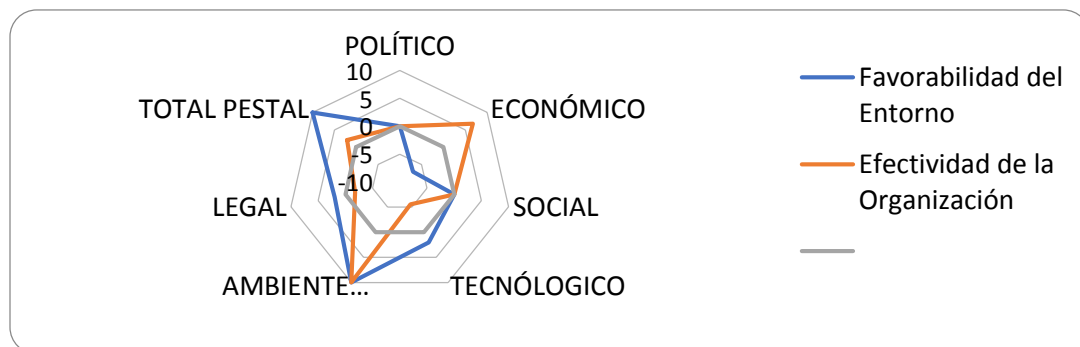 POLÍTICO
10
5
0
-5
-10
ECONÓMICO
SOCIAL
TECNÓLOGICO
AMBIENTE...
LEGAL
TOTAL PESTAL
Favorabilidad del
Entorno
Efectividad de la
Organización